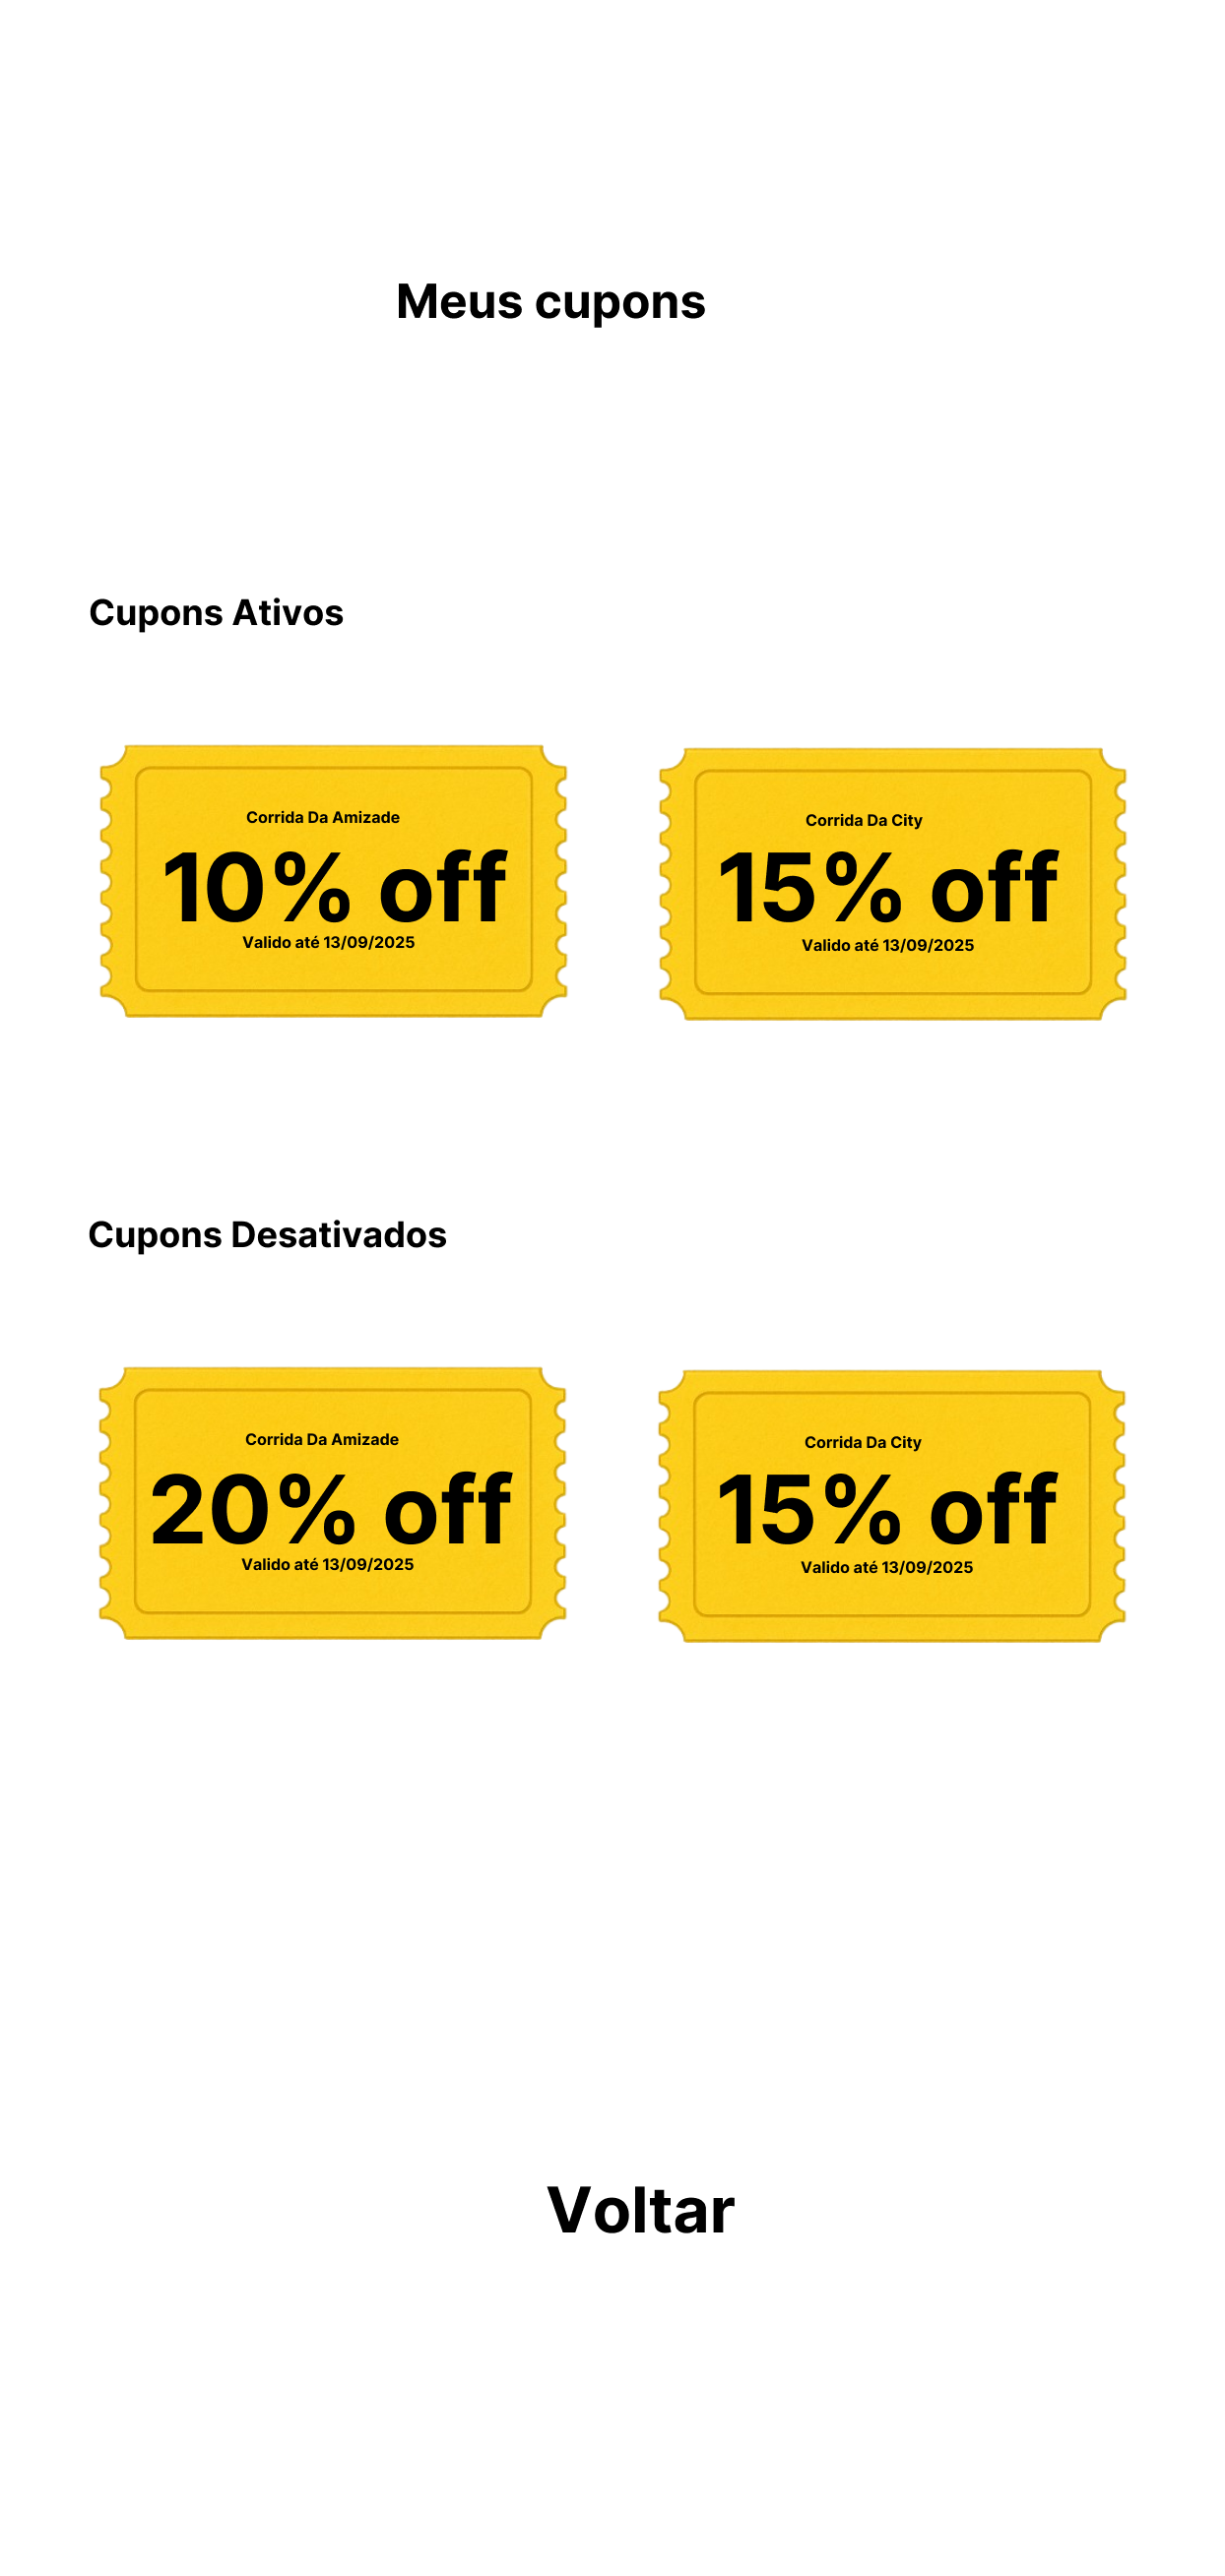 Meus cupons
Cupons Ativos
Corrida Da Amizade
10% off
Valido até 13/09/2025
Corrida Da City
15% off
Valido até 13/09/2025
Cupons Desativados
Corrida Da Amizade
20% off
Valido até 13/09/2025
Corrida Da City
15% off
Valido até 13/09/2025
Voltar